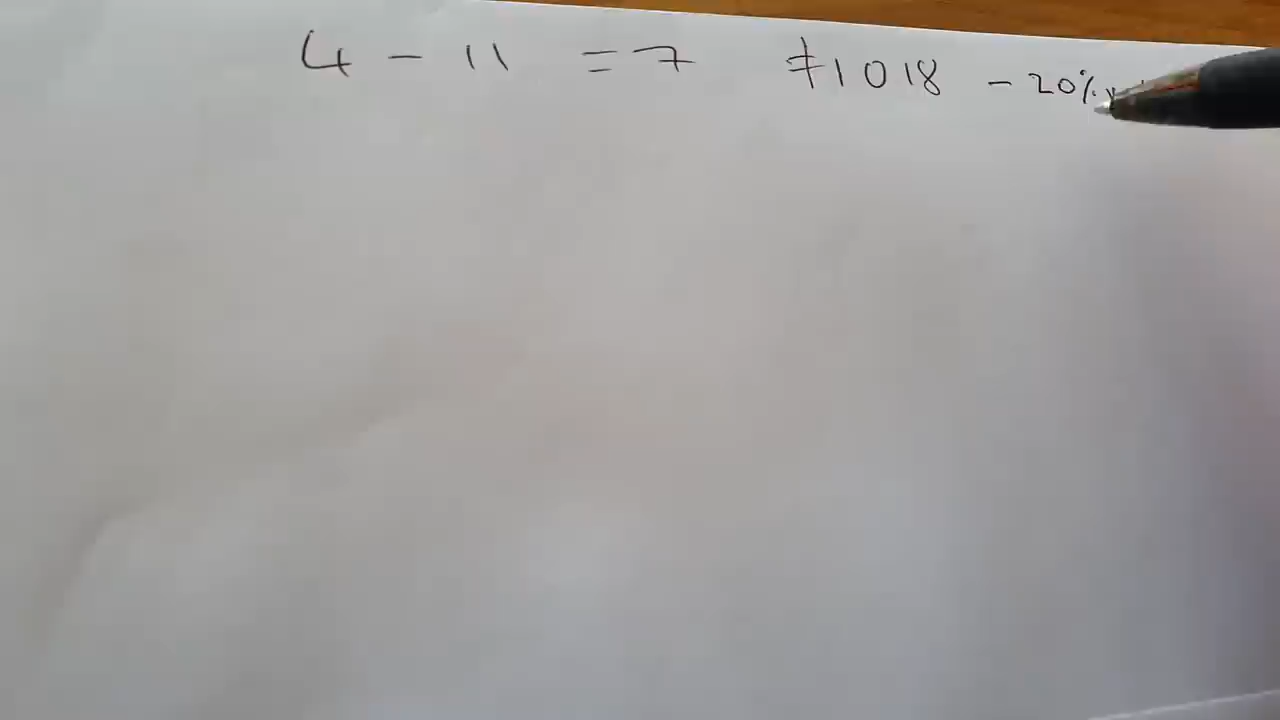 4 - 11 = 7 ≠1018 - 20%